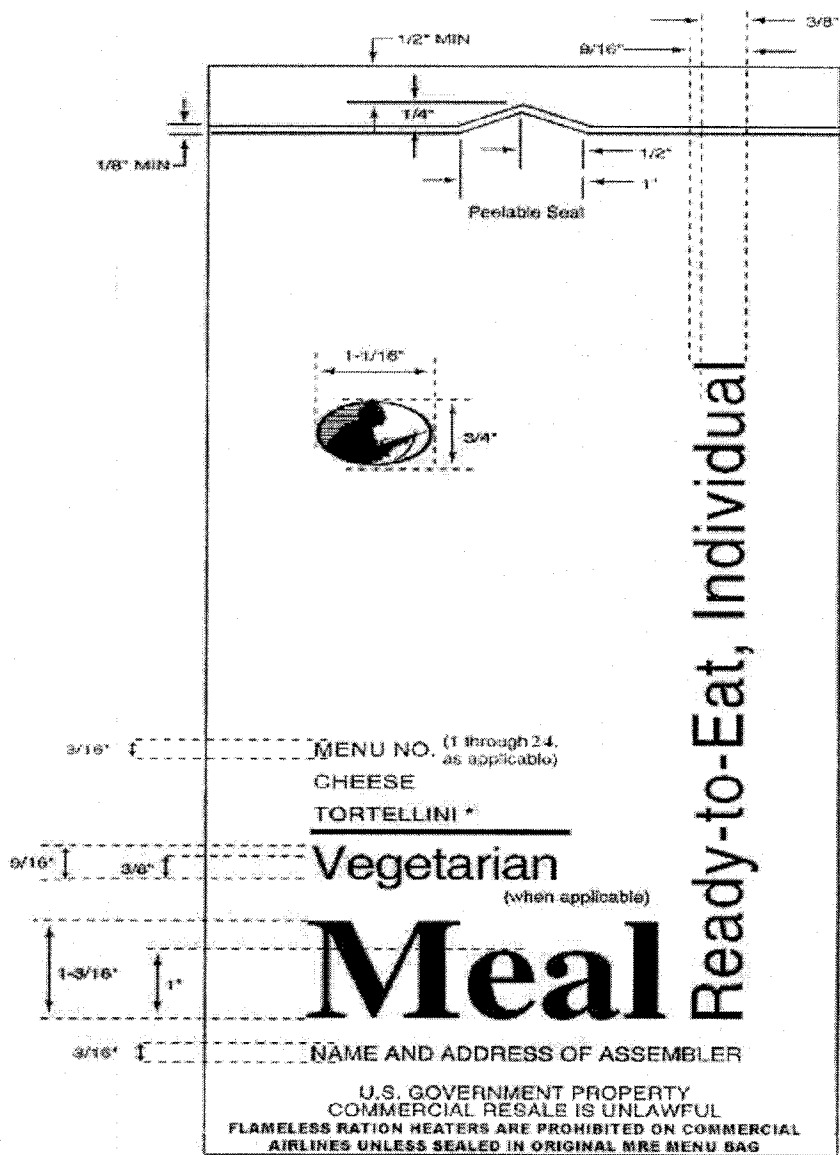 3/8"
1/2" MIN
9/16"
1/4"
1/8" MIN
1/2"
1"
Peelable Seal
1-1/16"
3/4"
Ready-to-Eat, Individual
3/16"
MENU NO. (1 through 24, as applicable)
CHEESE
TORTELLINI *
9/16"
3/8"
Vegetarian
(when applicable)
1-3/16"
1"
Meal
3/16"
NAME AND ADDRESS OF ASSEMBLER
U.S. GOVERNMENT PROPERTY
COMMERCIAL RESALE IS UNLAWFUL
FLAMELESS RATION HEATERS ARE PROHIBITED ON COMMERCIAL
AIRLINES UNLESS SEALED IN ORIGINAL MRE MENU BAG